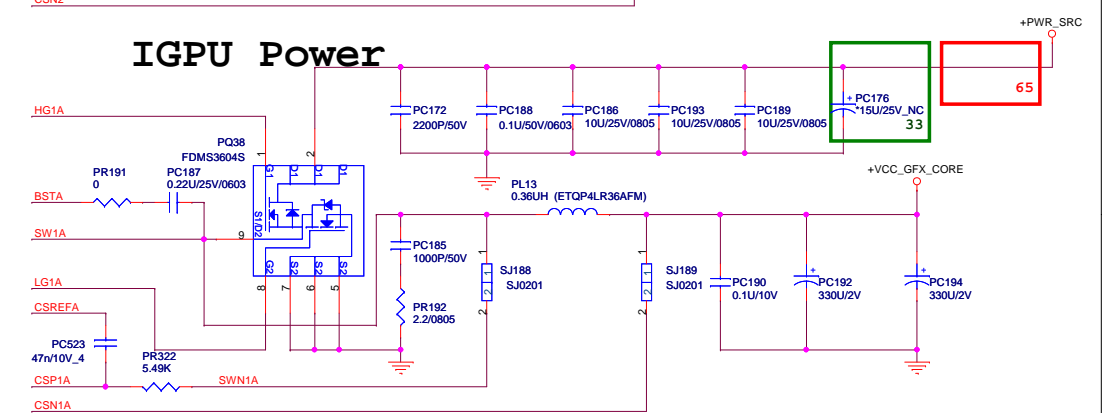 CSN2
IGPU Power
+PWR_SRC
65
33
HG1A
PC172
2200P/50V
PC188
0.1U/50V/0603
PC186
10U/25V/0805
PC193
10U/25V/0805
PC189
10U/25V/0805
+
PC176
*15U/25V_NC
PQ38
FDMS3604S
1
2
G1
D1
D1
D1
PR191
0
PC187
0.22U/25V/0603
BSTA
SW1A
9
S1/D2
G2
S2
S2
S2
8
7
6
5
+VCC_GFX_CORE
PL13
0.36UH (ETQP4LR36AFM)
PC185
1000P/50V
PR192
2.2/0805
1
1
2
2
SJ188
SJ0201
1
1
2
2
SJ189
SJ0201
PC190
0.1U/10V
+
PC192
330U/2V
+
PC194
330U/2V
LG1A
CSREFA
PC523
47n/10V_4
PR322
5.49K
CSP1A
SWN1A
CSN1A